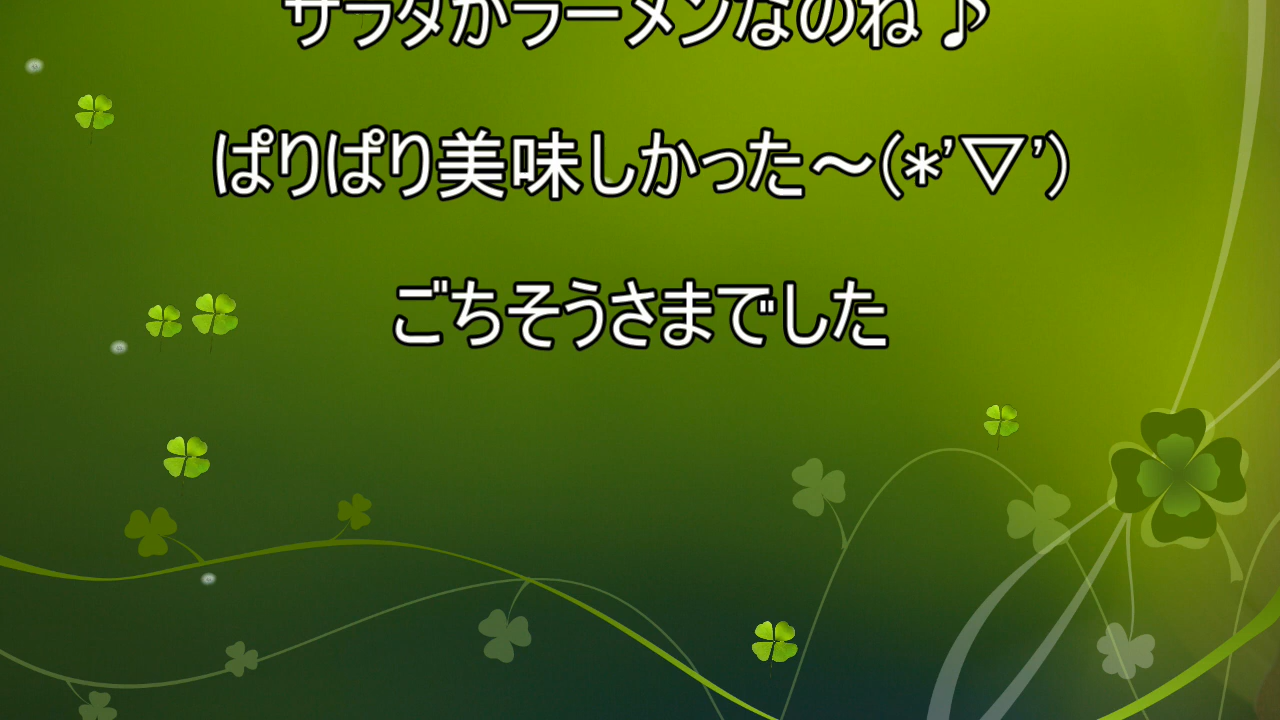 サラダがラーメンなのね♪
ぱりぱり美味しかった～(*’▽’)
ごちそうさまでした